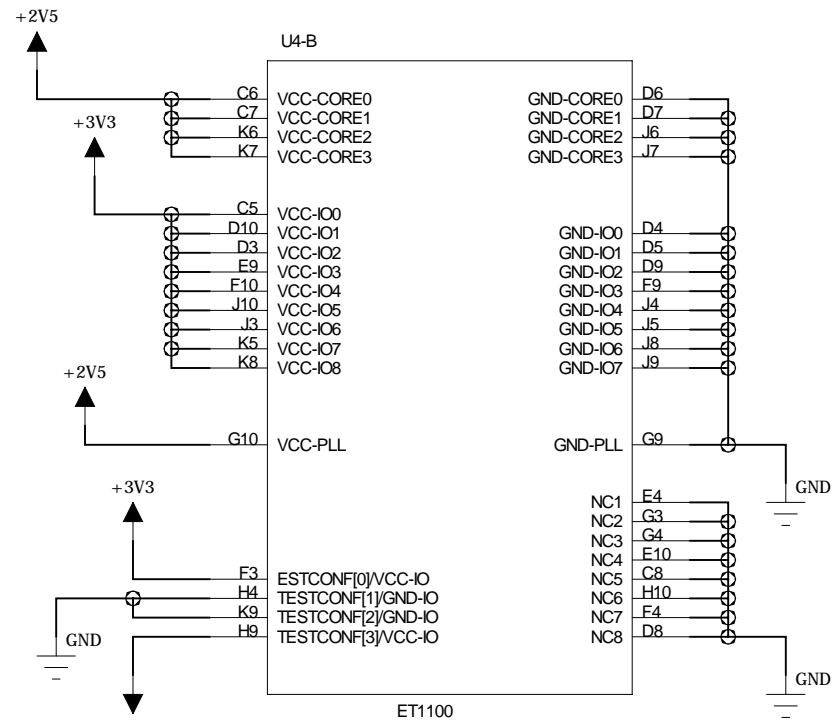 +2V5
U4-B
C6 VCC-CORE0 GND-CORE0 D6
C7 VCC-CORE1 GND-CORE1 D7
+3V3
K6 VCC-CORE2 GND-CORE2 J6
K7 VCC-CORE3 GND-CORE3 J7
C5 VCC-IO0
D10 VCC-IO1 GND-IO0 D4
D3 VCC-IO2 GND-IO1 D5
E9 VCC-IO3 GND-IO2 D9
F10 VCC-IO4 GND-IO3 F9
J10 VCC-IO5 GND-IO4 J4
J3 VCC-IO6 GND-IO5 J5
K5 VCC-IO7 GND-IO6 J8
K8 VCC-IO8 GND-IO7 J9
+2V5
G10 VCC-PLL GND-PLL G9
+3V3
GND
NC1 E4
NC2 G3
NC3 G4
NC4 E10
F3 ESTCONF[0]/VCC-IO NC5 C8
H4 TESTCONF[1]/GND-IO NC6 H10
K9 TESTCONF[2]/GND-IO NC7 F4
H9 TESTCONF[3]/VCC-IO NC8 D8
GND
GND
ET1100